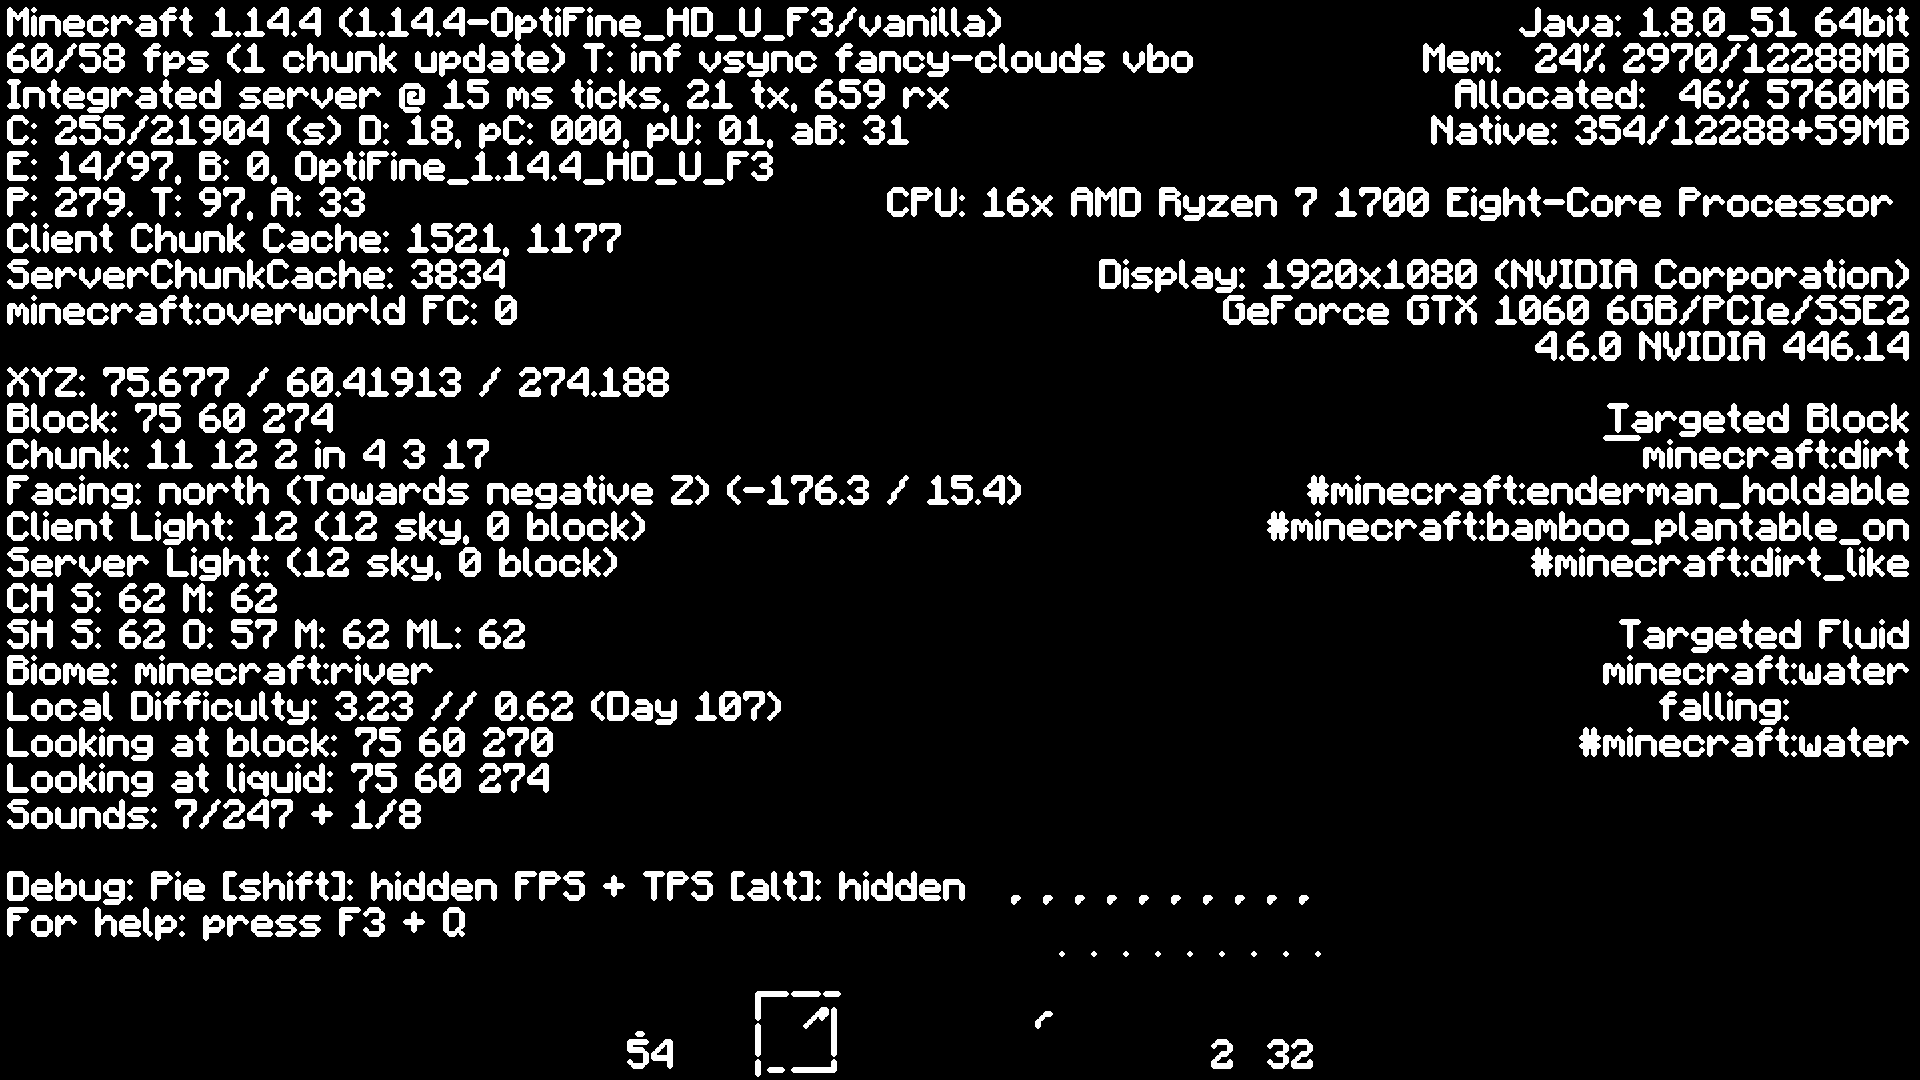 Minecraft 1.14.4 (1.14.4-OptiFine_HD_U_F3/vanilla)
60/58 fps (1 chunk update) T: inf vsync fancy-clouds vbo
Integrated server @ 15 ms ticks, 21 tx, 659 rx
C: 255/21904 (s) D: 18, pC: 000, pU: 01, aB: 31
E: 14/97, B: 0, OptiFine_1.14.4_HD_U_F3
P: 279. T: 97, A: 33
Client Chunk Cache: 1521, 1177
ServerChunkCache: 3834
minecraft:overworld FC: 0
XYZ: 75.677 / 60.41913 / 274.188
Block: 75 60 274
Chunk: 11 12 2 in 4 3 17
Facing: north (Towards negative Z) (-176.3 / 15.4)
Client Light: 12 (12 sky, 0 block)
Server Light: (12 sky, 0 block)
CH S: 62 M: 62
SH S: 62 O: 57 M: 62 ML: 62
Biome: minecraft:river
Local Difficulty: 3.23 // 0.62 (Day 107)
Looking at block: 75 60 270
Looking at liquid: 75 60 274
Sounds: 7/247 + 1/8
Debug: Pie [shift]: hidden FPS + TPS [alt]: hidden
For help: press F3 + Q
Java: 1.8.0_51 64bit
Mem: 24% 2970/12288MB
Allocated: 46% 5760MB
Native: 354/12288+59MB
CPU: 16x AMD Ryzen 7 1700 Eight-Core Processor
Display: 1920x1080 (NVIDIA Corporation)
GeForce GTX 1060 6GB/PCIe/SSE2
4.6.0 NVIDIA 446.14
Targeted Block
minecraft:dirt
#minecraft:enderman_holdable
#minecraft:bamboo_plantable_on
#minecraft:dirt_like
Targeted Fluid
minecraft:water
falling:
#minecraft:water
54
2
32